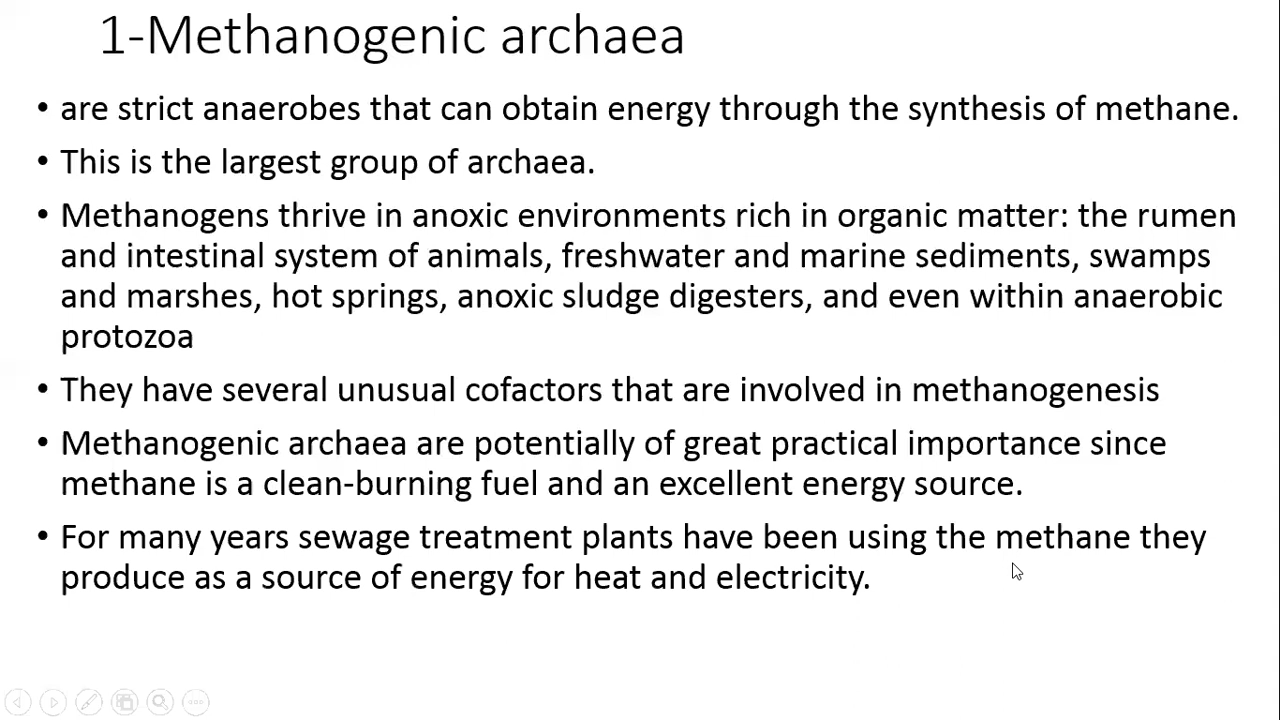 1-Methanogenic archaea
• are strict anaerobes that can obtain energy through the synthesis of methane.
• This is the largest group of archaea.
• Methanogens thrive in anoxic environments rich in organic matter: the rumen
and intestinal system of animals, freshwater and marine sediments, swamps
and marshes, hot springs, anoxic sludge digesters, and even within anaerobic
protozoa
• They have several unusual cofactors that are involved in methanogenesis
• Methanogenic archaea are potentially of great practical importance since
methane is a clean-burning fuel and an excellent energy source.
• For many years sewage treatment plants have been using the methane they
produce as a source of energy for heat and electricity.